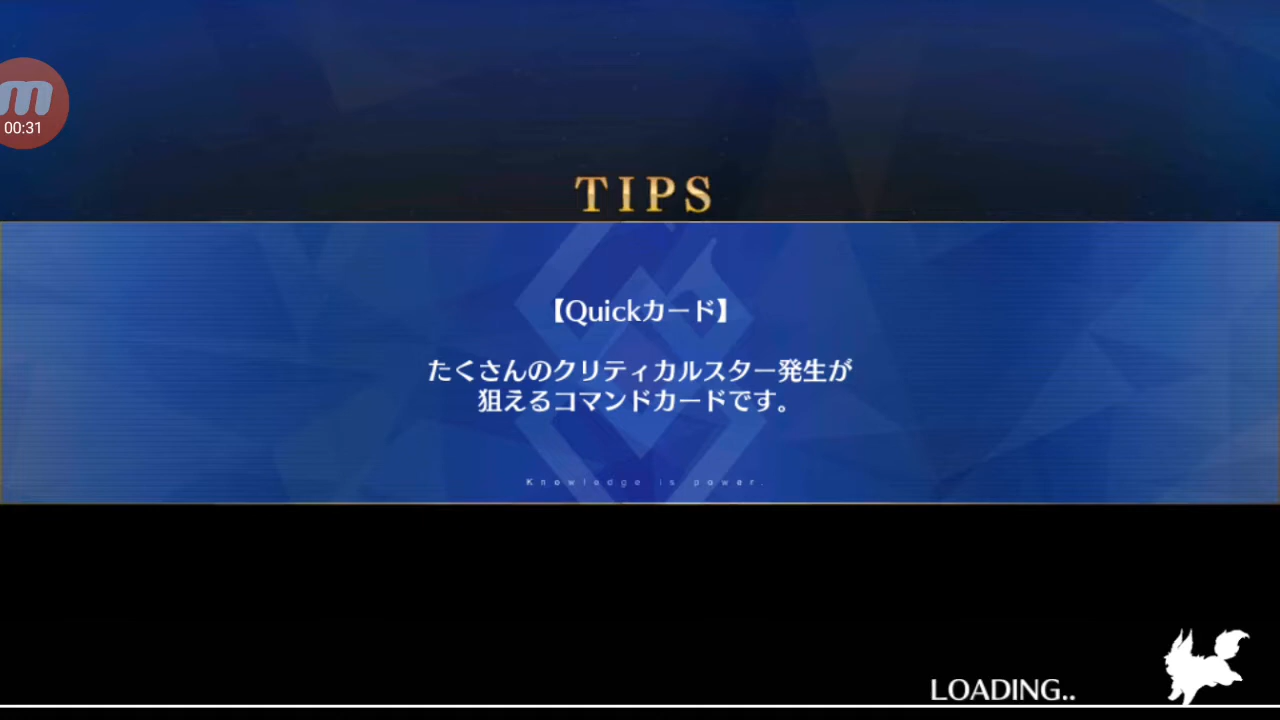 m
00:31
TIPS
【Quickカード】
たくさんのクリティカルスター発生が
狙えるコマンドカードです。
Knowledge is power.
LOADING..